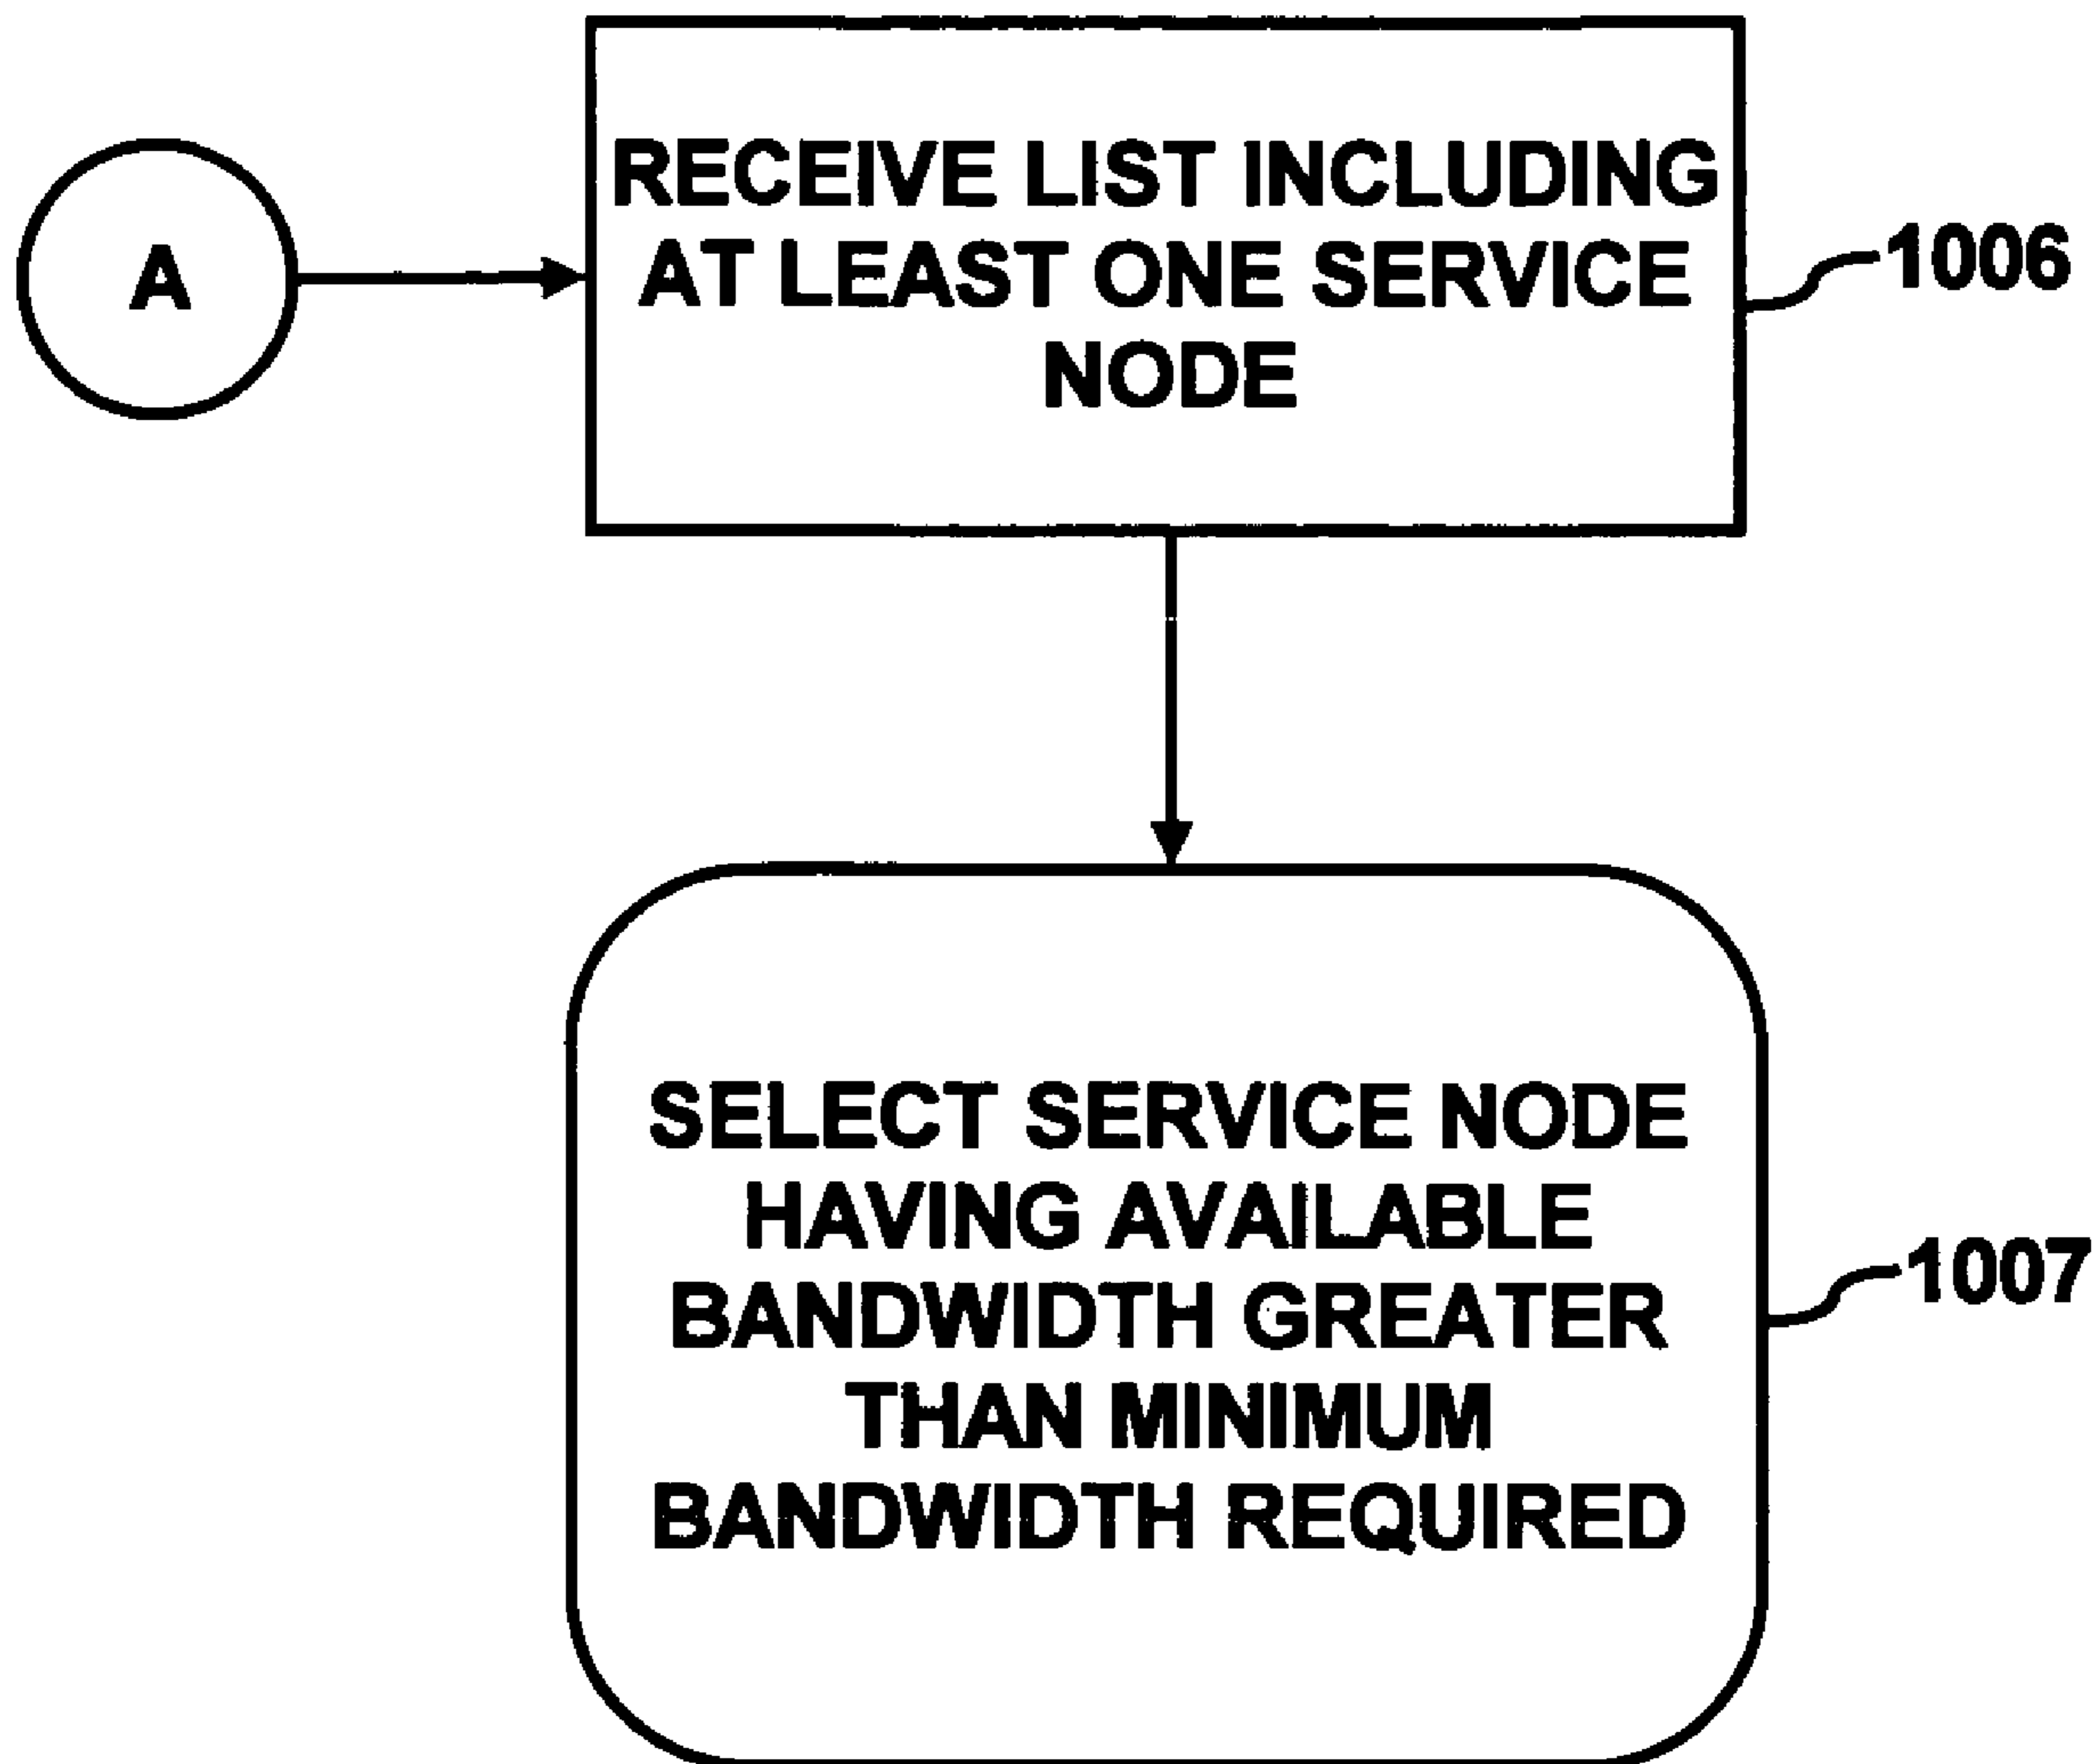 A
RECEIVE LIST INCLUDING
AT LEAST ONE SERVICE
NODE
1006
SELECT SERVICE NODE
HAVING AVAILABLE
BANDWIDTH GREATER
THAN MINIMUM
BANDWIDTH REQUIRED
1007